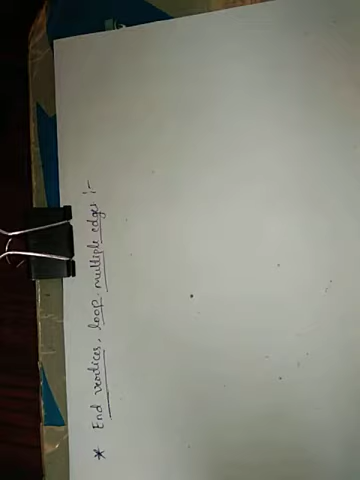 * End vertices, loop, multiple edges :-